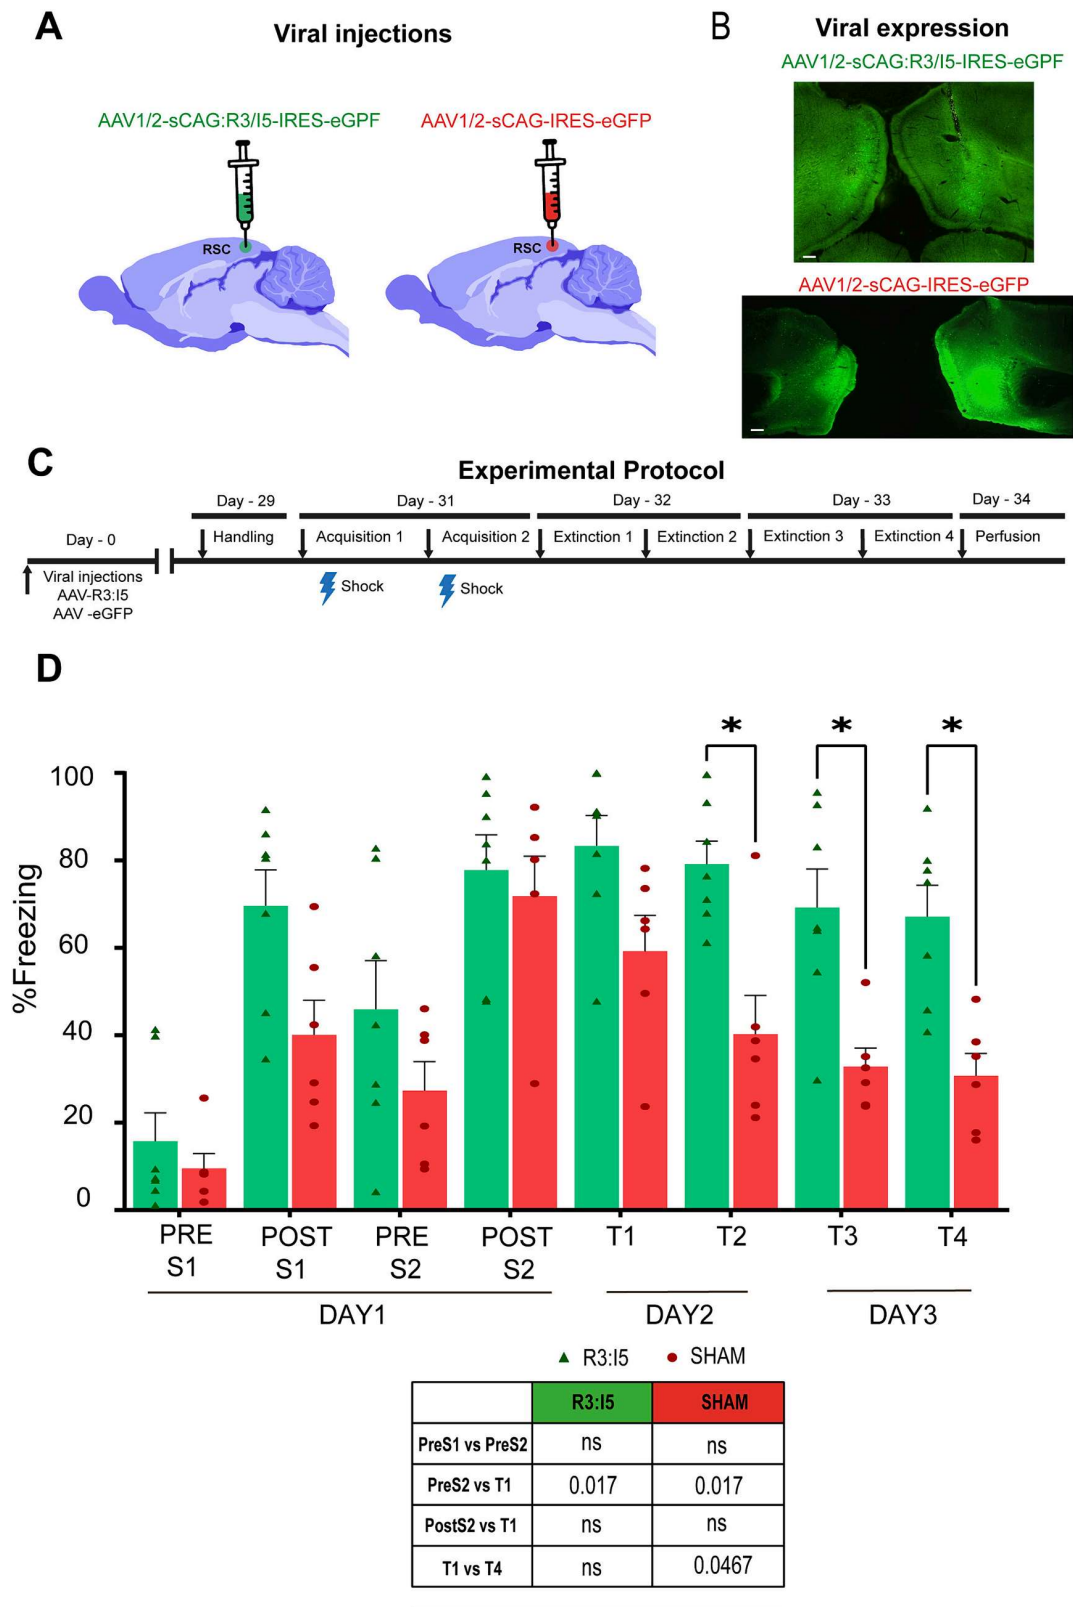 A
Viral injections
AAV1/2-sCAG:R3/I5-IRES-eGPF
AAV1/2-sCAG-IRES-eGFP
RSC
RSC
B
Viral expression
AAV1/2-sCAG:R3/I5-IRES-eGPF
AAV1/2-sCAG-IRES-eGFP
C
Experimental Protocol
Day - 0
Day - 29
Day - 31
Day - 32
Day - 33
Day - 34
Handling
Acquisition 1
Acquisition 2
Extinction 1
Extinction 2
Extinction 3
Extinction 4
Perfusion
Viral injections
AAV-R3:I5
AAV -eGFP
Shock
Shock
D
%Freezing
100
80
60
40
20
0
* * *
PRE S1
POST S1
PRE S2
POST S2
T1
T2
T3
T4
DAY1
DAY2
DAY3
R3:I5
SHAM
R3:I5 SHAM
PreS1 vs PreS2 ns ns
PreS2 vs T1 0.017 0.017
PostS2 vs T1 ns ns
T1 vs T4 ns 0.0467